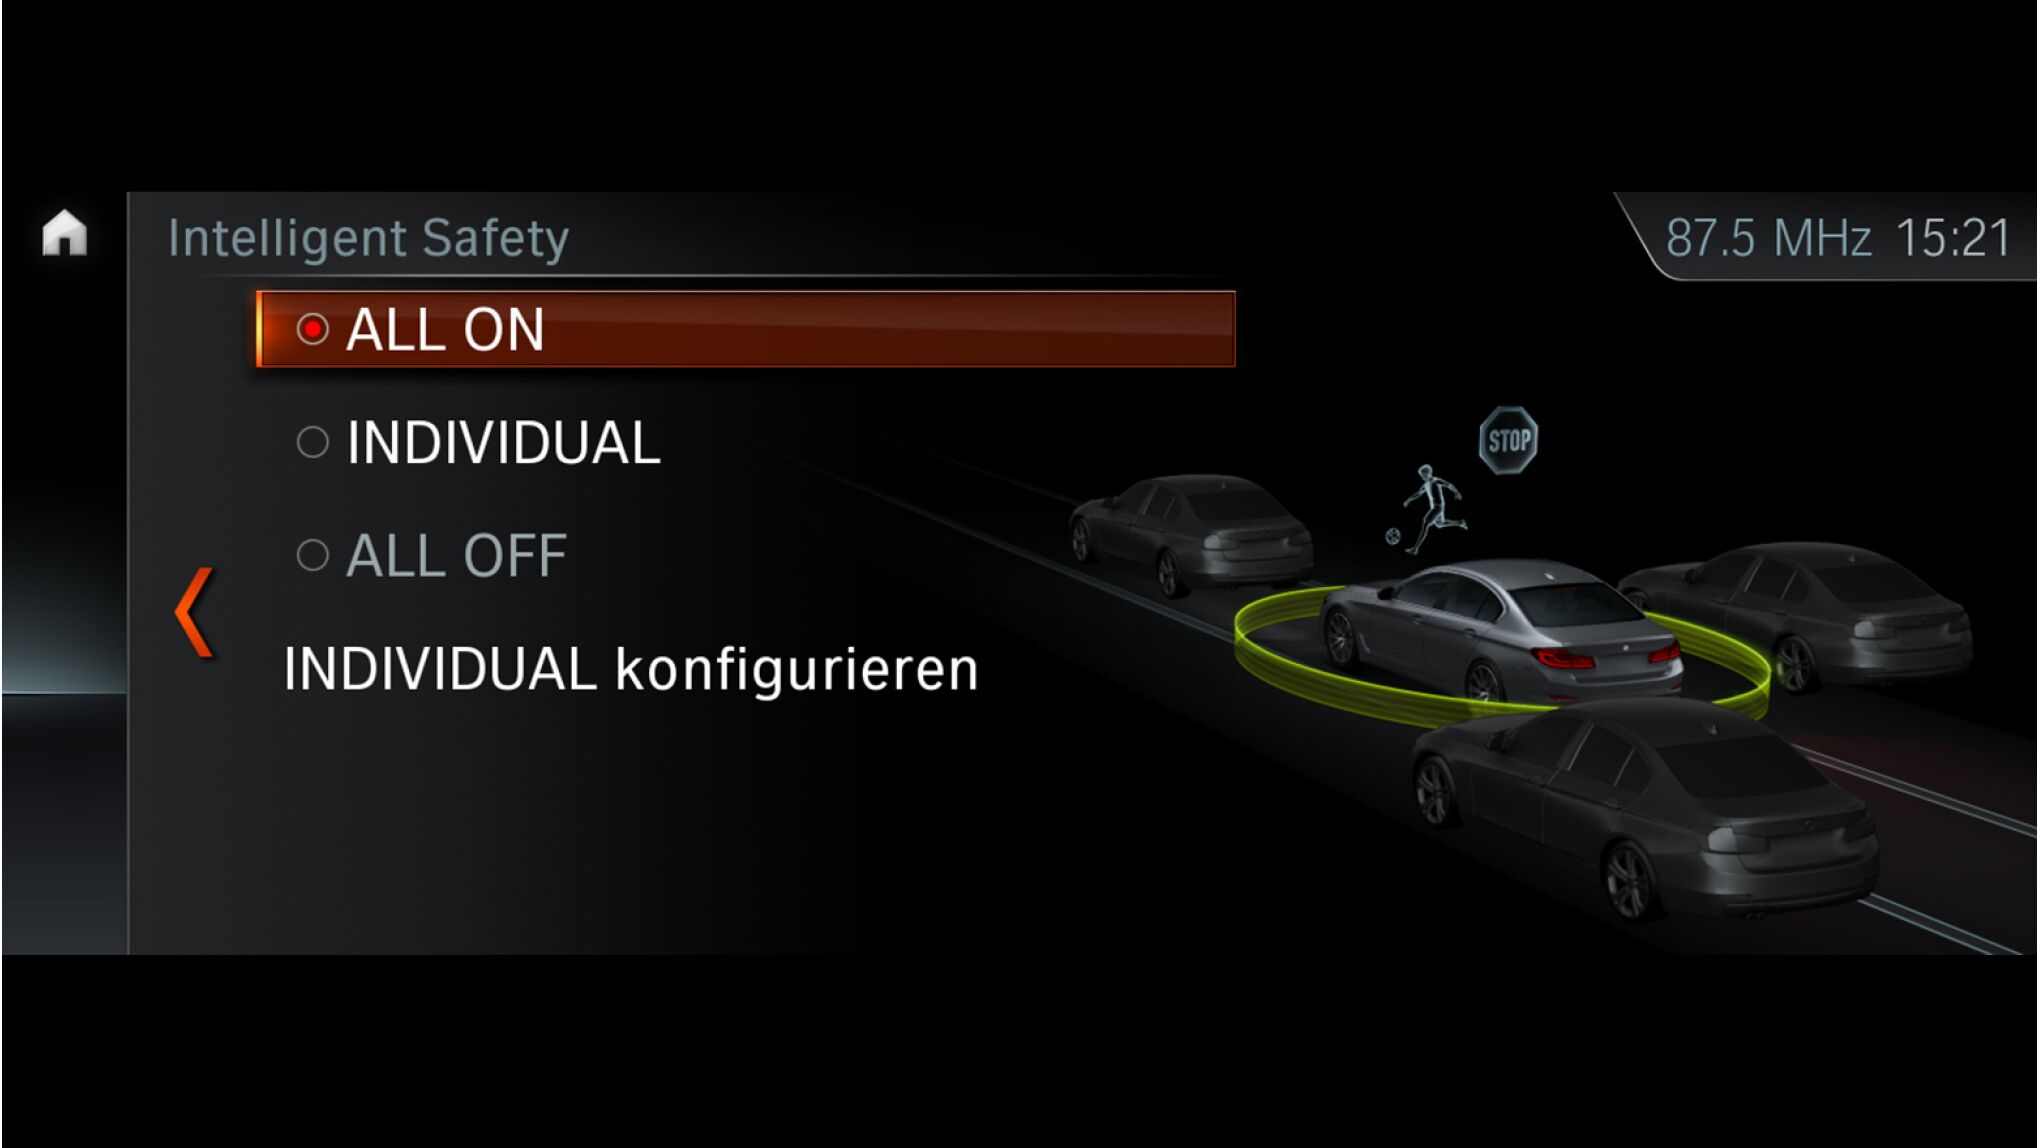 Intelligent Safety
87.5 MHz 15:21
ALL ON
INDIVIDUAL
ALL OFF
INDIVIDUAL konfigurieren
STOP